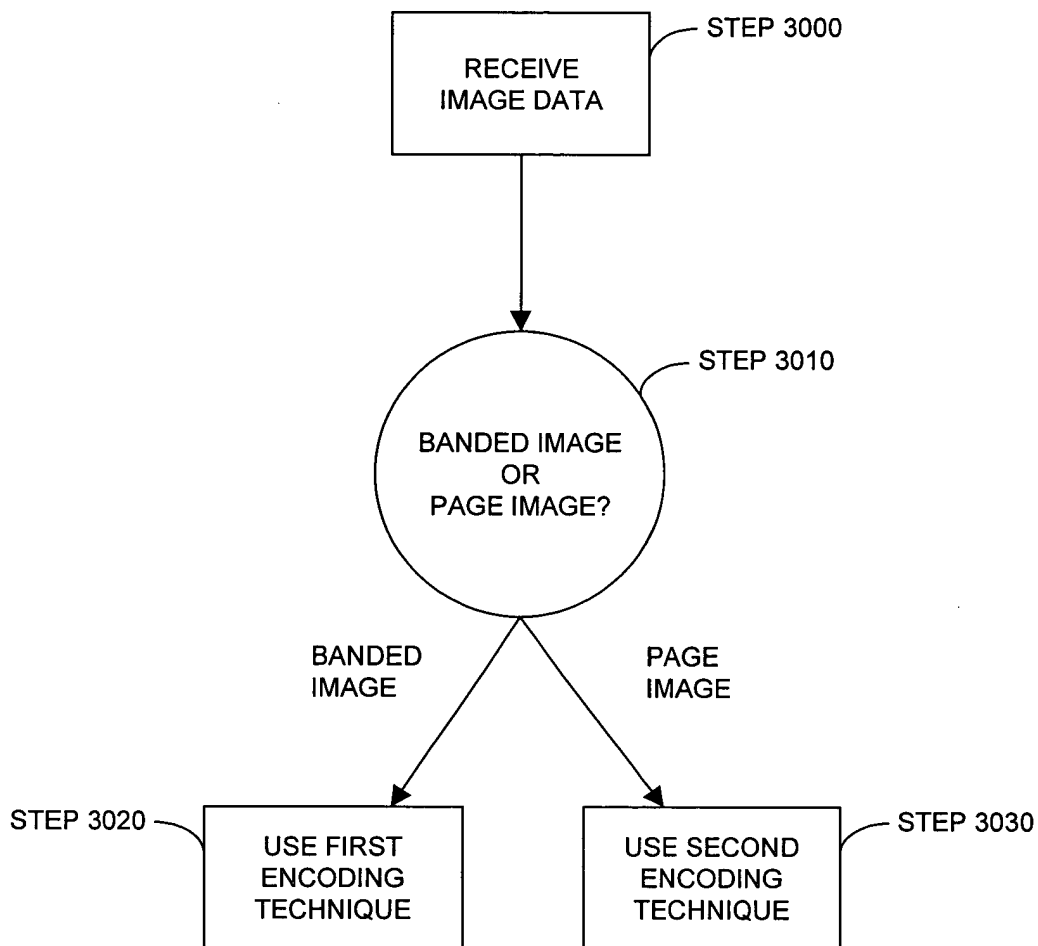 STEP 3000
RECEIVE
IMAGE DATA
STEP 3010
BANDED IMAGE
OR
PAGE IMAGE?
BANDED
IMAGE
PAGE
IMAGE
STEP 3020
USE FIRST
ENCODING
TECHNIQUE
USE SECOND
ENCODING
TECHNIQUE
STEP 3030